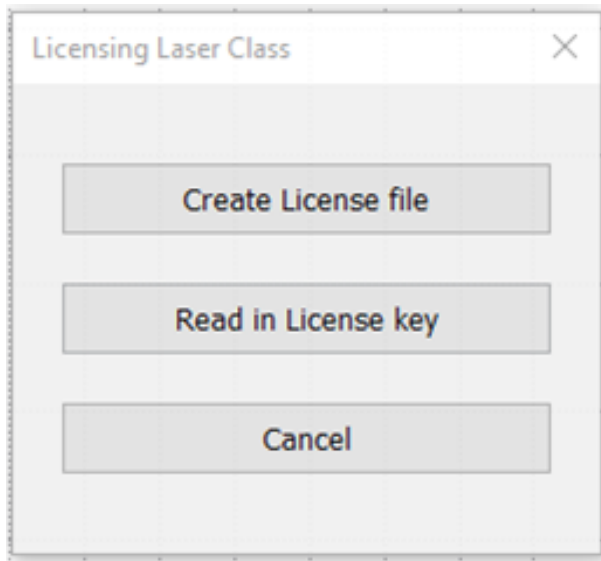 Licensing Laser Class
Create License file
Read in License key
Cancel